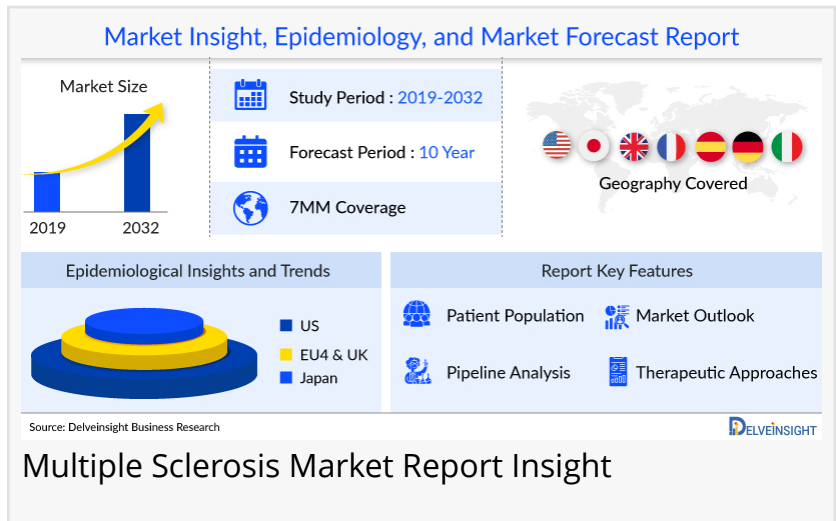 Market Insight, Epidemiology, and Market Forecast Report
Market Size
2019
2032
Study Period : 2019-2032
Forecast Period : 10 Year
7MM Coverage
Geography Covered
Epidemiological Insights and Trends
US
EU4 & UK
Japan
Report Key Features
Patient Population
Market Outlook
Pipeline Analysis
Therapeutic Approaches
Source: Delveinsight Business Research
DELVEINSIGHT
Multiple Sclerosis Market Report Insight